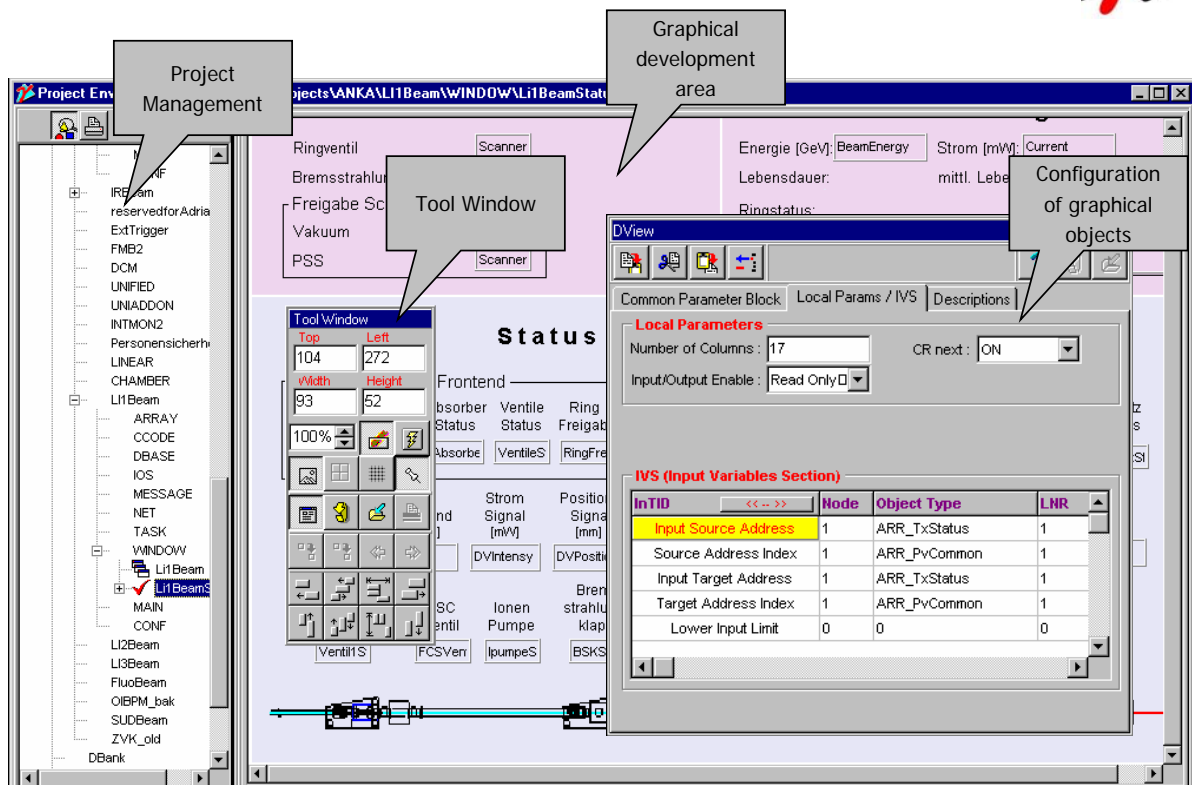 Graphical
development
area
Project
Management
Tool Window
Configuration
of graphical
objects
Project En
ojects\ANKA\LI1Beam\WINDOW\Li1BeamStatu
IRBeam
reservedforAdria
ExtTrigger
FMB2
DCM
UNIFIED
UNIADDON
INTMON2
Personensicherh
LINEAR
CHAMBER
LI1Beam
ARRAY
CCODE
DBASE
IOS
MESSAGE
NET
TASK
WINDOW
Li1Beam
Li1BeamS
MAIN
CONF
LI2Beam
LI3Beam
FluoBeam
OIBPM_bak
SUDBeam
ZVK_old
DBank
Ringventil Scanner
Bremsstrahlu
Freigabe Sc
Vakuum
PSS Scanner
Energie [GeV]: BeamEnergy Strom [mW]: Current
Lebensdauer: mittl. Lebe
Ringstatus:
Status
Frontend
bsorber Ventile Ring
Status Status Freigab
Absorbe VentileS RingFre
Strom Positio
nd Signal Signa
[mW] [mm]
DVIntensy DVPositi
Bren
SC Ionen strahlu
entil Pumpe klap
Ventil1S FCSVen IpumpeS BSKS
Tool Window
Top Left
104 272
Width Height
93 52
100%
DView
Common Parameter Block Local Params / IVS Descriptions
Local Parameters
Number of Columns : 17 CR next : ON
Input/Output Enable : Read Only
IVS (Input Variables Section)
InTID << -- >> Node Object Type LNR
Input Source Address 1 ARR_TxStatus 1
Source Address Index 1 ARR_PvCommon 1
Input Target Address 1 ARR_TxStatus 1
Target Address Index 1 ARR_PvCommon 1
Lower Input Limit 0 0 0